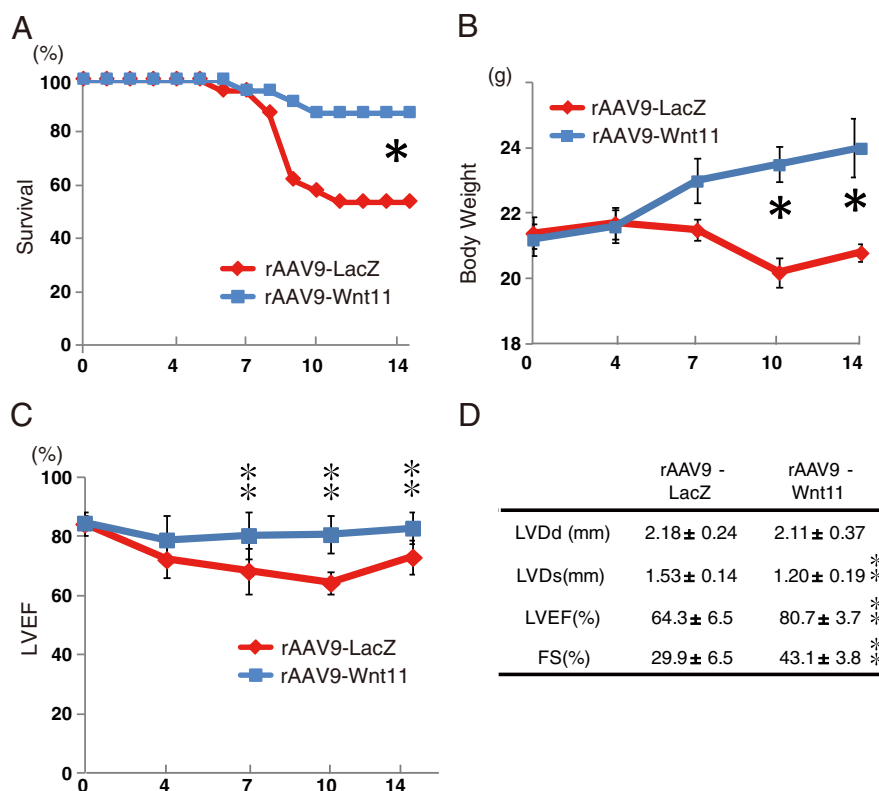 A
(%)
100
80
60
40
20
0
Survival
*
rAAV9-LacZ
rAAV9-Wnt11
0 4 7 10 14
B
(g)
24
22
20
18
Body Weight
rAAV9-LacZ
rAAV9-Wnt11
* *
0 4 7 10 14
C
(%)
100
80
60
40
20
0
LVEF
* * *
* * *
rAAV9-LacZ
rAAV9-Wnt11
0 4 7 10 14
D
rAAV9 - rAAV9 -
LacZ Wnt11
LVDd (mm) 2.18 ± 0.24 2.11 ± 0.37
LVDs(mm) 1.53 ± 0.14 1.20 ± 0.19 **
LVEF(%) 64.3 ± 6.5 80.7 ± 3.7 **
FS(%) 29.9 ± 6.5 43.1 ± 3.8 **